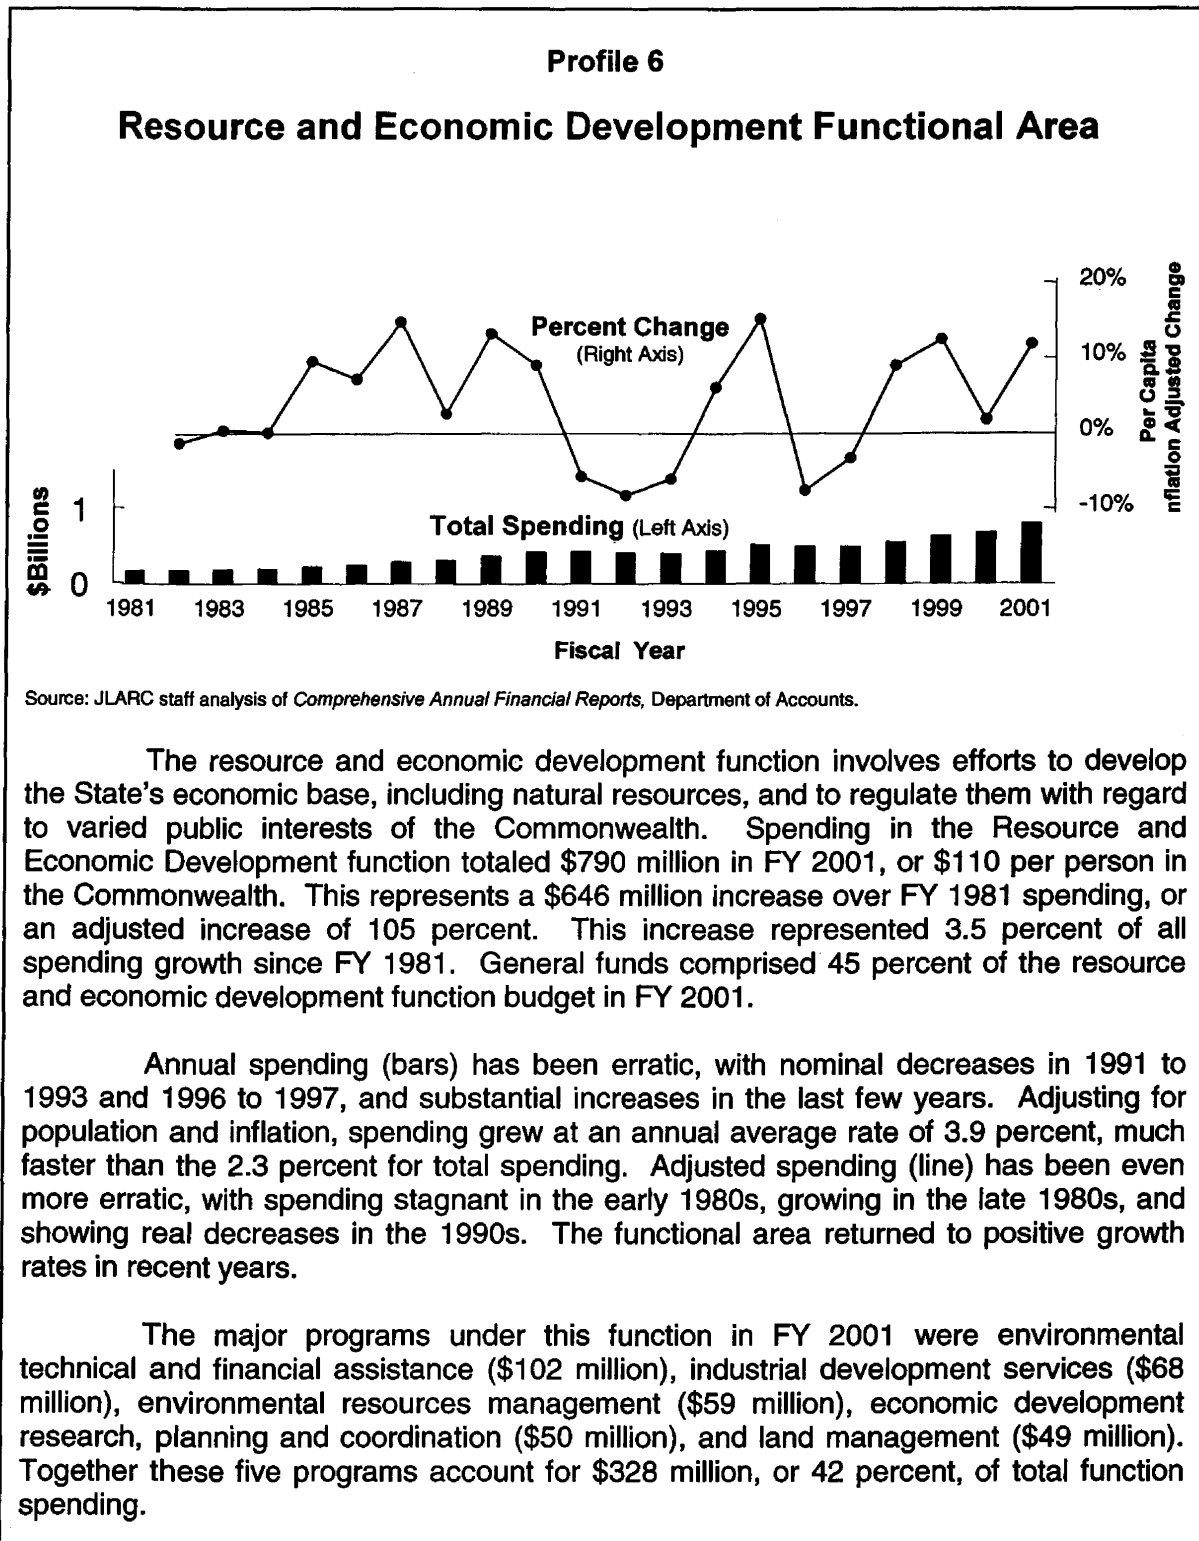 Profile 6
Resource and Economic Development Functional Area
Percent Change
(Right Axis)
20%
10%
0%
-10%
Per Capita
nflation Adjusted Change
$Billions
1
0
Total Spending (Left Axis)
1981 1983 1985 1987 1989 1991 1993 1995 1997 1999 2001
Fiscal Year
Source: JLARC staff analysis of Comprehensive Annual Financial Reports, Department of Accounts.
The resource and economic development function involves efforts to develop
the State's economic base, including natural resources, and to regulate them with regard
to varied public interests of the Commonwealth. Spending in the Resource and
Economic Development function totaled $790 million in FY 2001, or $110 per person in
the Commonwealth. This represents a $646 million increase over FY 1981 spending, or
an adjusted increase of 105 percent. This increase represented 3.5 percent of all
spending growth since FY 1981. General funds comprised 45 percent of the resource
and economic development function budget in FY 2001.
Annual spending (bars) has been erratic, with nominal decreases in 1991 to
1993 and 1996 to 1997, and substantial increases in the last few years. Adjusting for
population and inflation, spending grew at an annual average rate of 3.9 percent, much
faster than the 2.3 percent for total spending. Adjusted spending (line) has been even
more erratic, with spending stagnant in the early 1980s, growing in the late 1980s, and
showing real decreases in the 1990s. The functional area returned to positive growth
rates in recent years.
The major programs under this function in FY 2001 were environmental
technical and financial assistance ($102 million), industrial development services ($68
million), environmental resources management ($59 million), economic development
research, planning and coordination ($50 million), and land management ($49 million).
Together these five programs account for $328 million, or 42 percent, of total function
spending.